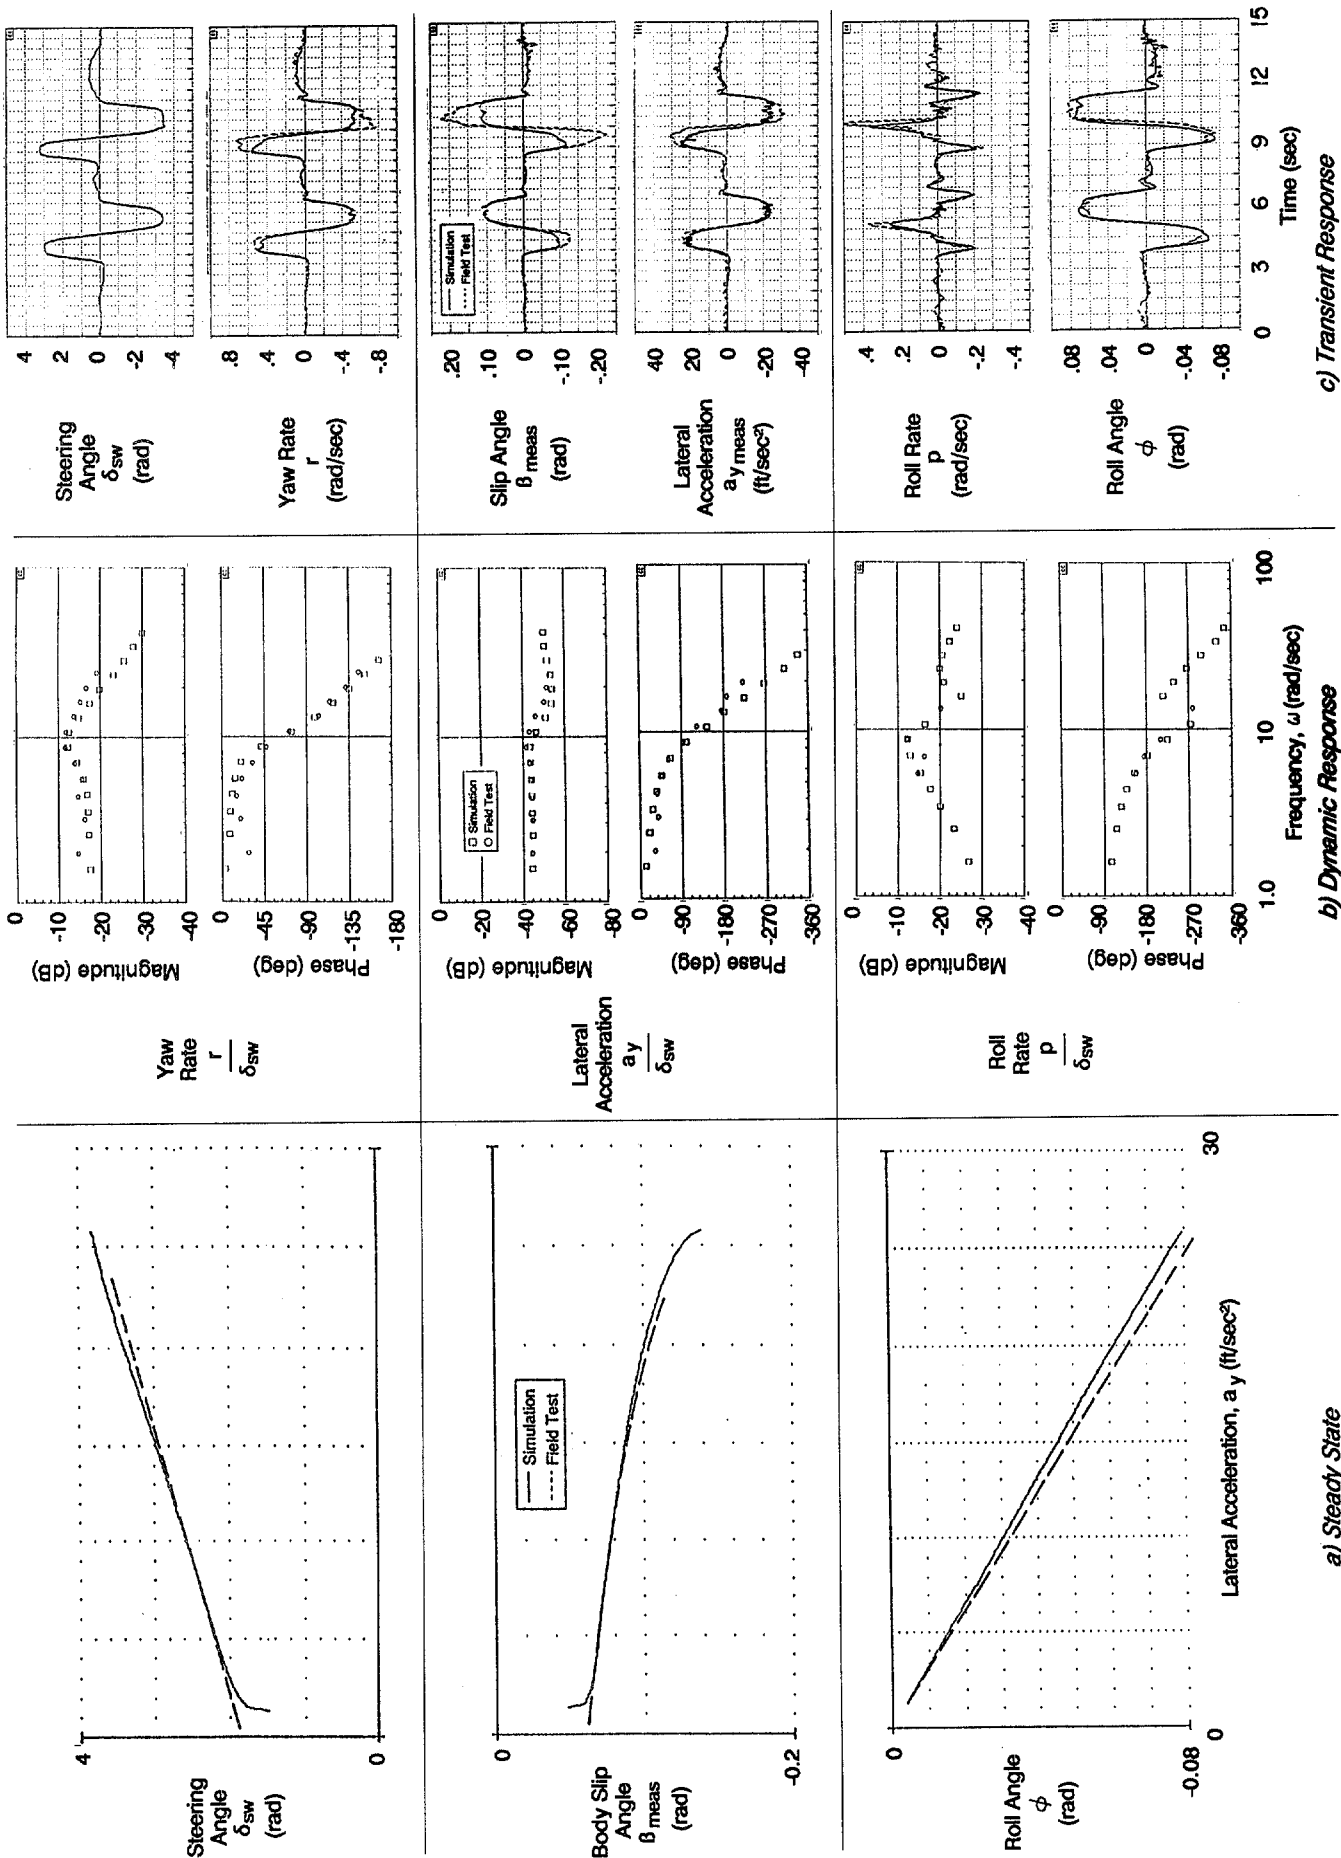 Steering
Angle
δsw
(rad)
4
0
Body Slip
Angle
βmeas
(rad)
0
-0.2
Simulation
Field Test
Roll Angle
ϕ
(rad)
0
-0.08
0
30
Lateral Acceleration, ay (ft/sec²)
a) Steady State
Yaw
Rate
r
δsw
Magnitude (dB)
0
-10
-20
-30
-40
Phase (deg)
0
-45
-90
-135
-180
Lateral
Acceleration
ay
δsw
Magnitude (dB)
0
-20
-40
-60
-80
Simulation
Field Test
Phase (deg)
0
-90
-180
-270
-360
Roll
Rate
p
δsw
Magnitude (dB)
0
-10
-20
-30
-40
Phase (deg)
0
-90
-180
-270
-360
1.0
10
100
Frequency, ω (rad/sec)
b) Dynamic Response
Steering
Angle
δsw
(rad)
4
2
0
-2
-4
Yaw Rate
r
(rad/sec)
.8
.4
0
-.4
-.8
Slip Angle
βmeas
(rad)
.20
.10
0
-.10
-.20
Simulation
Field Test
Lateral
Acceleration
ay meas
(ft/sec²)
40
20
0
-20
-40
Roll Rate
p
(rad/sec)
.4
.2
0
-.2
-.4
Roll Angle
ϕ
(rad)
.08
.04
0
-.04
-.08
0
3
6
9
12
15
Time (sec)
c) Transient Response